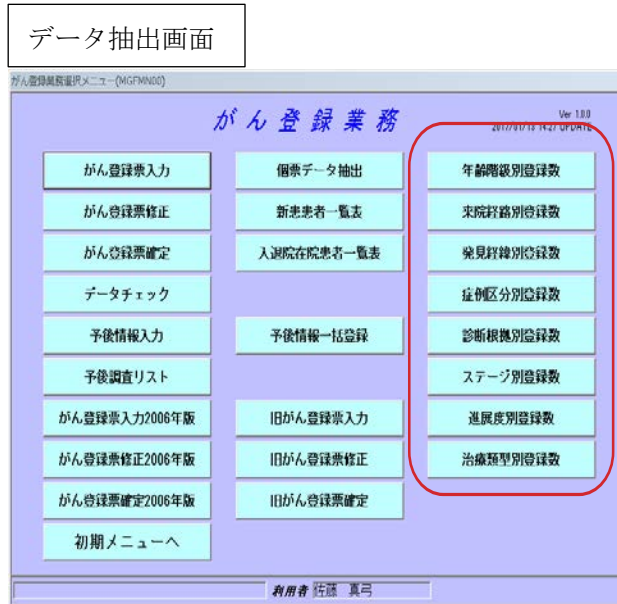 データ抽出画面
がん登録業務選択メニュー(MGFMN00)
がん登録業務
Ver 1.0.0
2017/01/13 14:27 UPDATE
がん登録票入力
個票データ抽出
年齢階級別登録数
がん登録票修正
新患患者一覧表
来院経路別登録数
がん登録票確定
入退院在院患者一覧表
発見経緯別登録数
データチェック
症例区分別登録数
予後情報入力
予後情報一括登録
診断根拠別登録数
予後調査リスト
ステージ別登録数
がん登録票入力2006年版
旧がん登録票入力
進展度別登録数
がん登録票修正2006年版
旧がん登録票修正
治療類型別登録数
がん登録票確定2006年版
旧がん登録票確定
初期メニューへ
利用者 佐藤 真弓